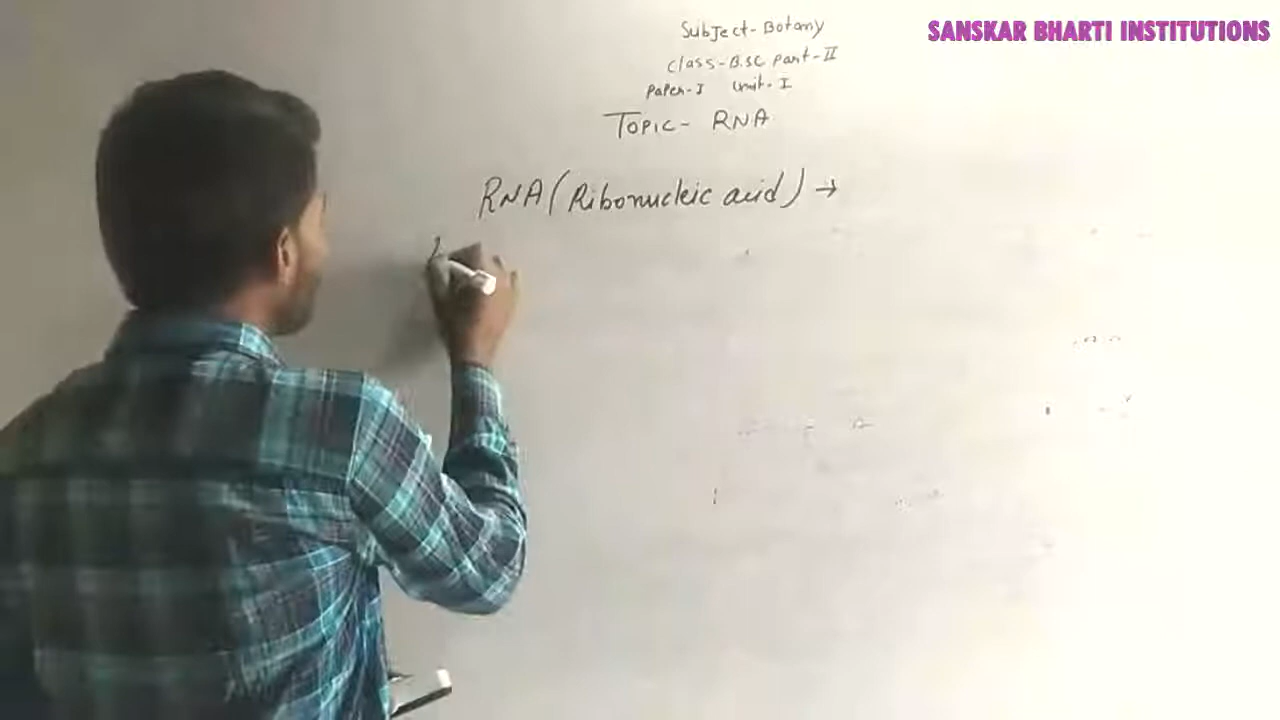 SANSKAR BHARTI INSTITUTIONS
Subject-Botany
Class-B.SC Part-II
Paper-I Unit-I
TOPIC- RNA
RNA (Ribonucleic acid) →